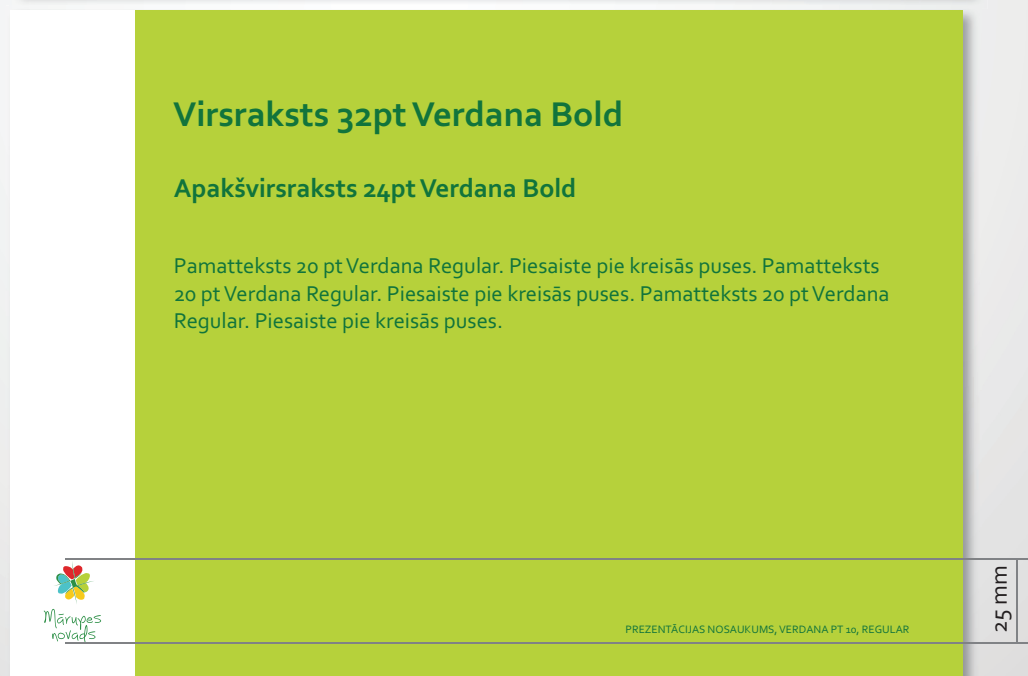 Virsraksts 32pt Verdana Bold
Apakšvirsraksts 24pt Verdana Bold
Pamatteksts 20 pt Verdana Regular. Piesaiste pie kreisās puses. Pamatteksts
20 pt Verdana Regular. Piesaiste pie kreisās puses. Pamatteksts 20 pt Verdana
Regular. Piesaiste pie kreisās puses.
Mārupes
novads
PREZENTĀCIJAS NOSAUKUMS, VERDANA PT 10, REGULAR
25 mm